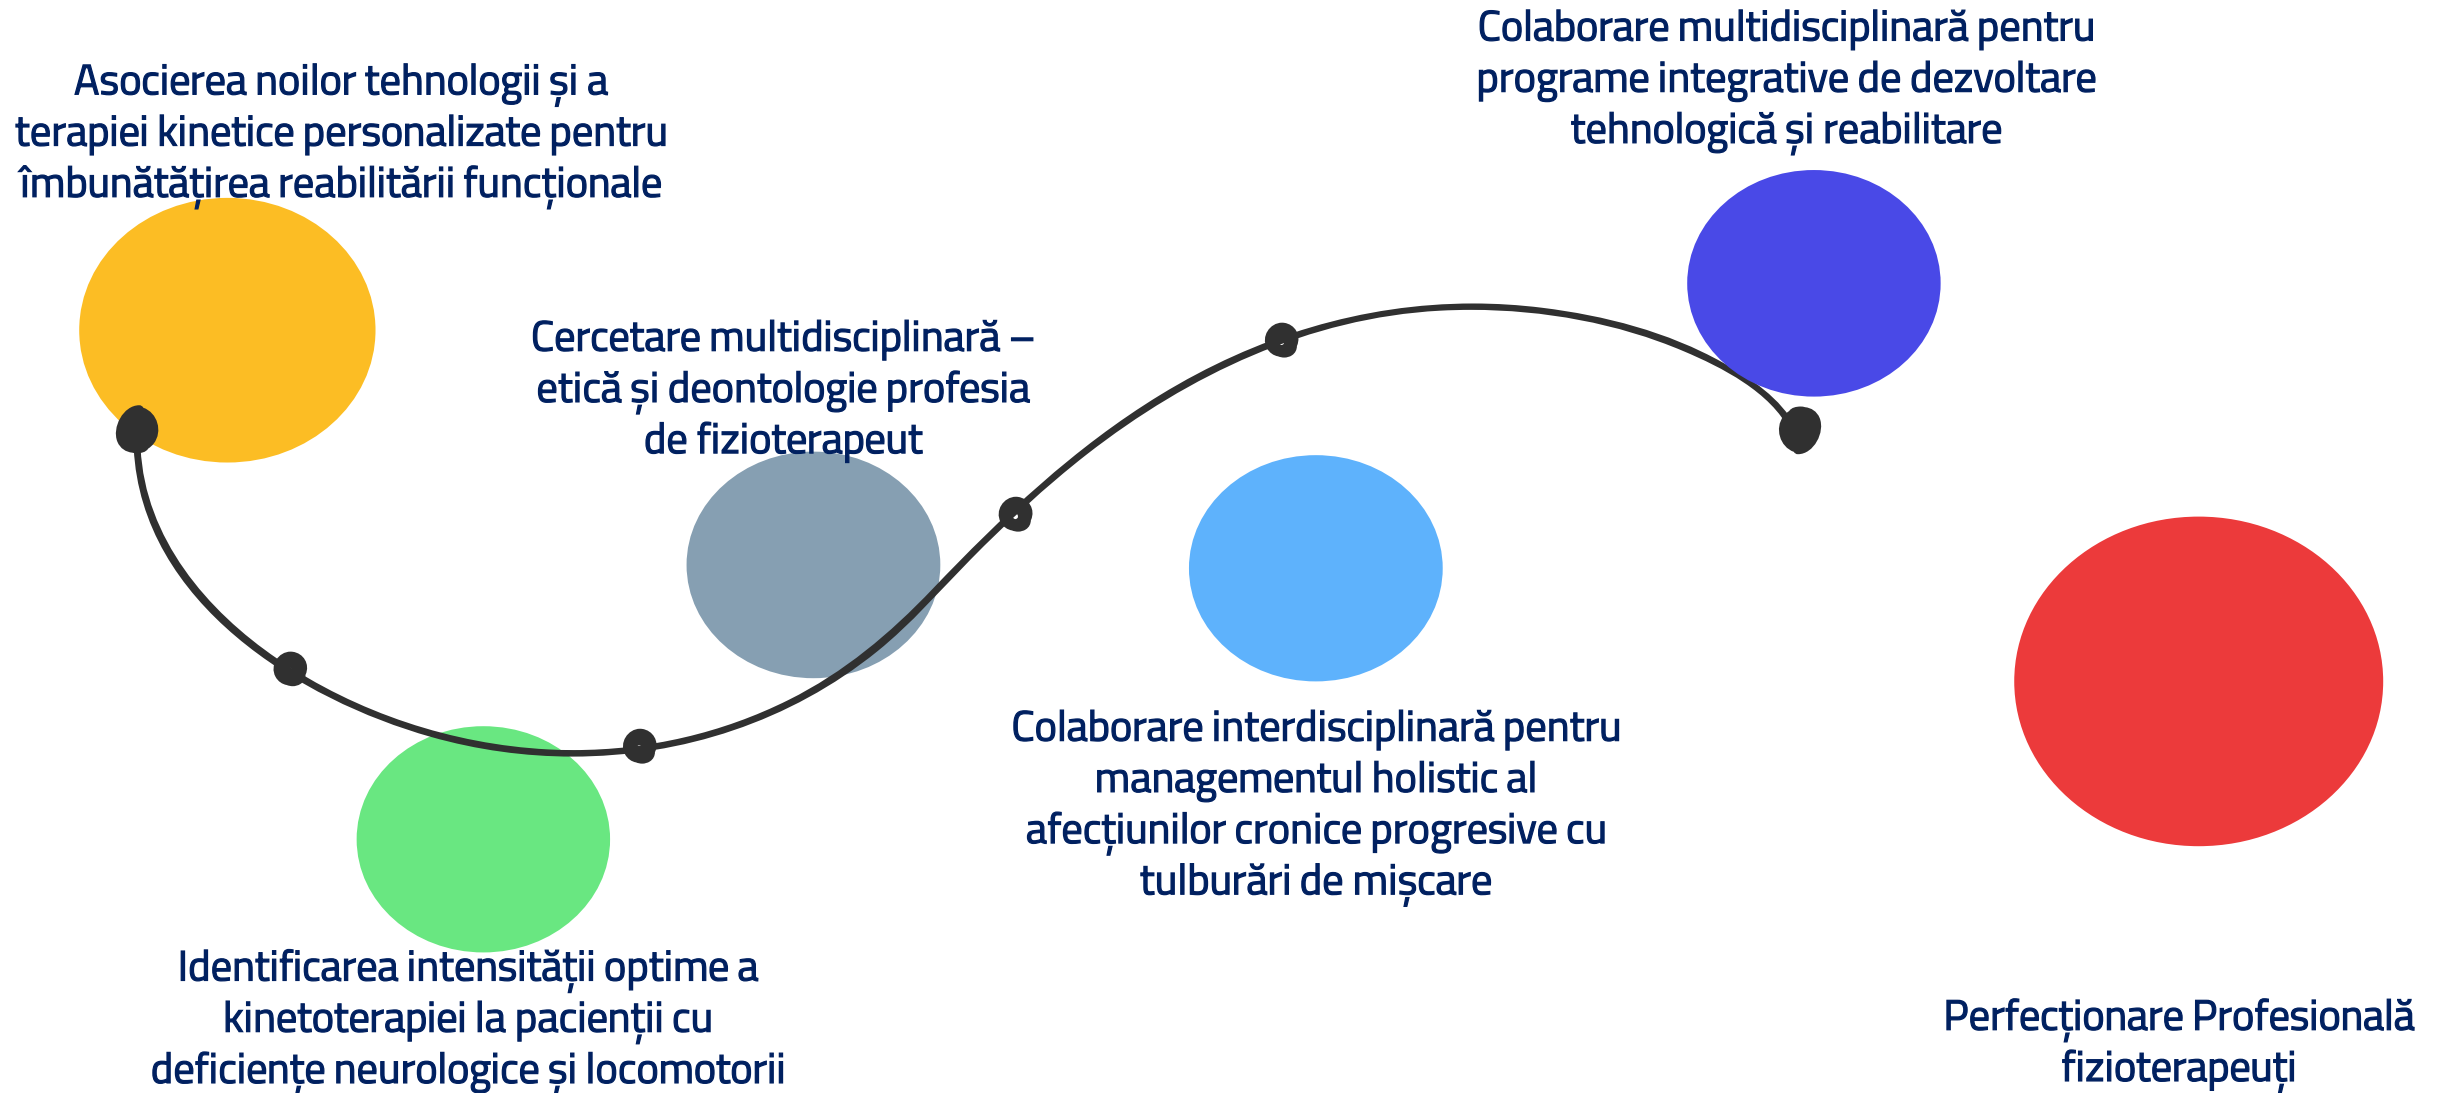 Asocierea noilor tehnologii și a
terapiei kinetice personalizate pentru
îmbunătățirea reabilitării funcționale
Identificarea intensității optime a
kinetoterapiei la pacienții cu
deficiențe neurologice și locomotorii
Cercetare multidisciplinară –
etică și deontologie profesia
de fizioterapeut
Colaborare interdisciplinară pentru
managementul holistic al
afecțiunilor cronice progresive cu
tulburări de mișcare
Colaborare multidisciplinară pentru
programe integrative de dezvoltare
tehnologică și reabilitare
Perfecționare Profesională
fizioterapeuți